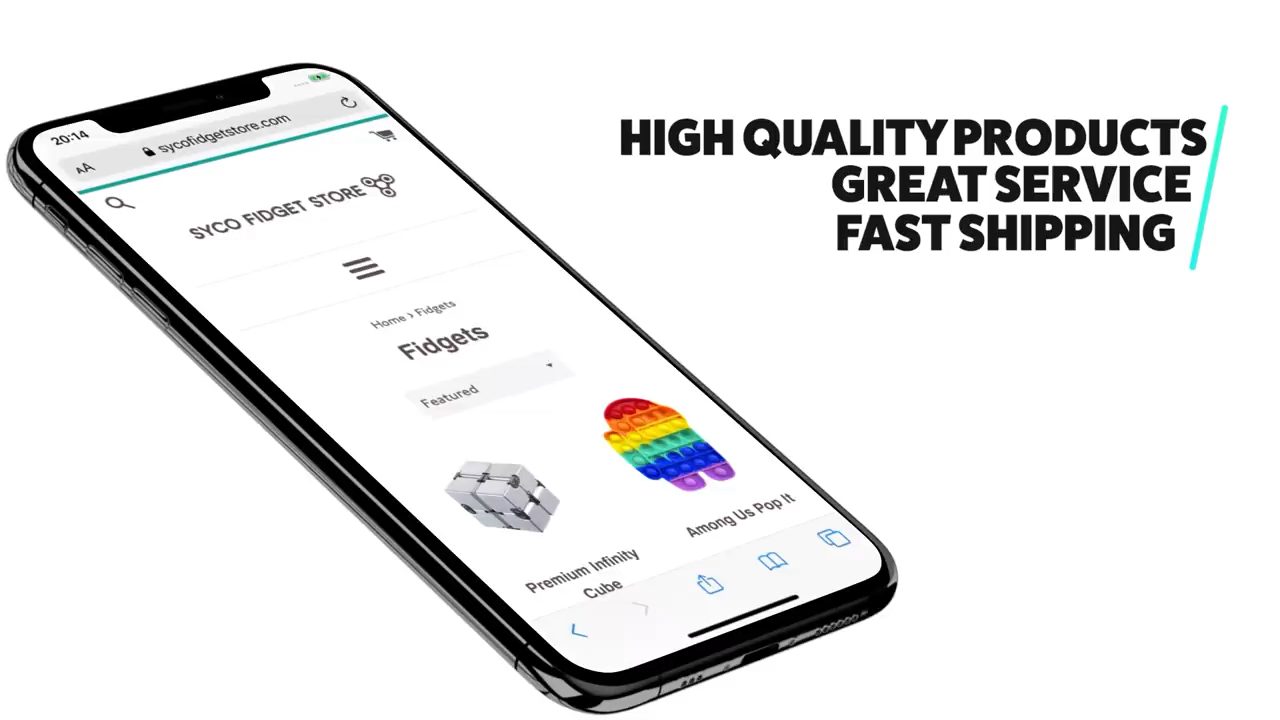 HIGH QUALITY PRODUCTS
GREAT SERVICE
FAST SHIPPING
20:14
AA
sycofidgetstore.com
SYCO FIDGET STORE
Home › Fidgets
Fidgets
Featured
Premium Infinity
Cube
Among Us Pop It